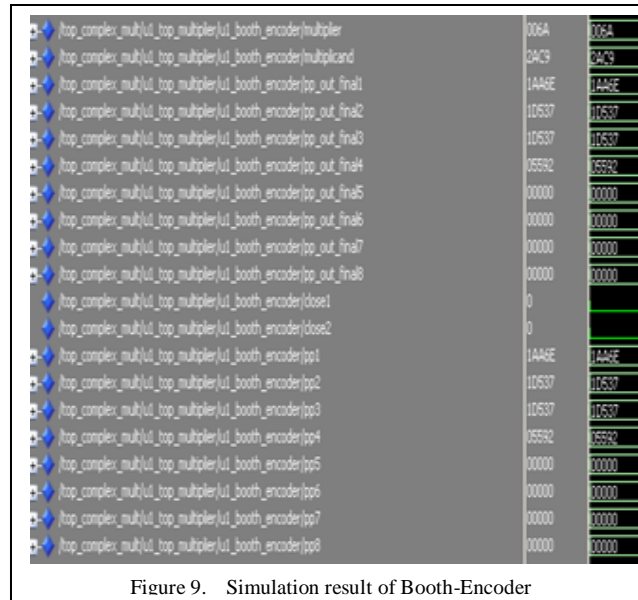 /top_complex_mult/u1_top_multiplier/u1_booth_encoder/multiplier 006A 006A
/top_complex_mult/u1_top_multiplier/u1_booth_encoder/multiplicand 2AC9 2AC9
/top_complex_mult/u1_top_multiplier/u1_booth_encoder/pp_out_final1 1AA6E 1AA6E
/top_complex_mult/u1_top_multiplier/u1_booth_encoder/pp_out_final2 1D537 1D537
/top_complex_mult/u1_top_multiplier/u1_booth_encoder/pp_out_final3 1D537 1D537
/top_complex_mult/u1_top_multiplier/u1_booth_encoder/pp_out_final4 05592 05592
/top_complex_mult/u1_top_multiplier/u1_booth_encoder/pp_out_final5 00000 00000
/top_complex_mult/u1_top_multiplier/u1_booth_encoder/pp_out_final6 00000 00000
/top_complex_mult/u1_top_multiplier/u1_booth_encoder/pp_out_final7 00000 00000
/top_complex_mult/u1_top_multiplier/u1_booth_encoder/pp_out_final8 00000 00000
/top_complex_mult/u1_top_multiplier/u1_booth_encoder/close1 0
/top_complex_mult/u1_top_multiplier/u1_booth_encoder/close2 0
/top_complex_mult/u1_top_multiplier/u1_booth_encoder/pp1 1AA6E 1AA6E
/top_complex_mult/u1_top_multiplier/u1_booth_encoder/pp2 1D537 1D537
/top_complex_mult/u1_top_multiplier/u1_booth_encoder/pp3 1D537 1D537
/top_complex_mult/u1_top_multiplier/u1_booth_encoder/pp4 05592 05592
/top_complex_mult/u1_top_multiplier/u1_booth_encoder/pp5 00000 00000
/top_complex_mult/u1_top_multiplier/u1_booth_encoder/pp6 00000 00000
/top_complex_mult/u1_top_multiplier/u1_booth_encoder/pp7 00000 00000
/top_complex_mult/u1_top_multiplier/u1_booth_encoder/pp8 00000 00000
Figure 9. Simulation result of Booth-Encoder